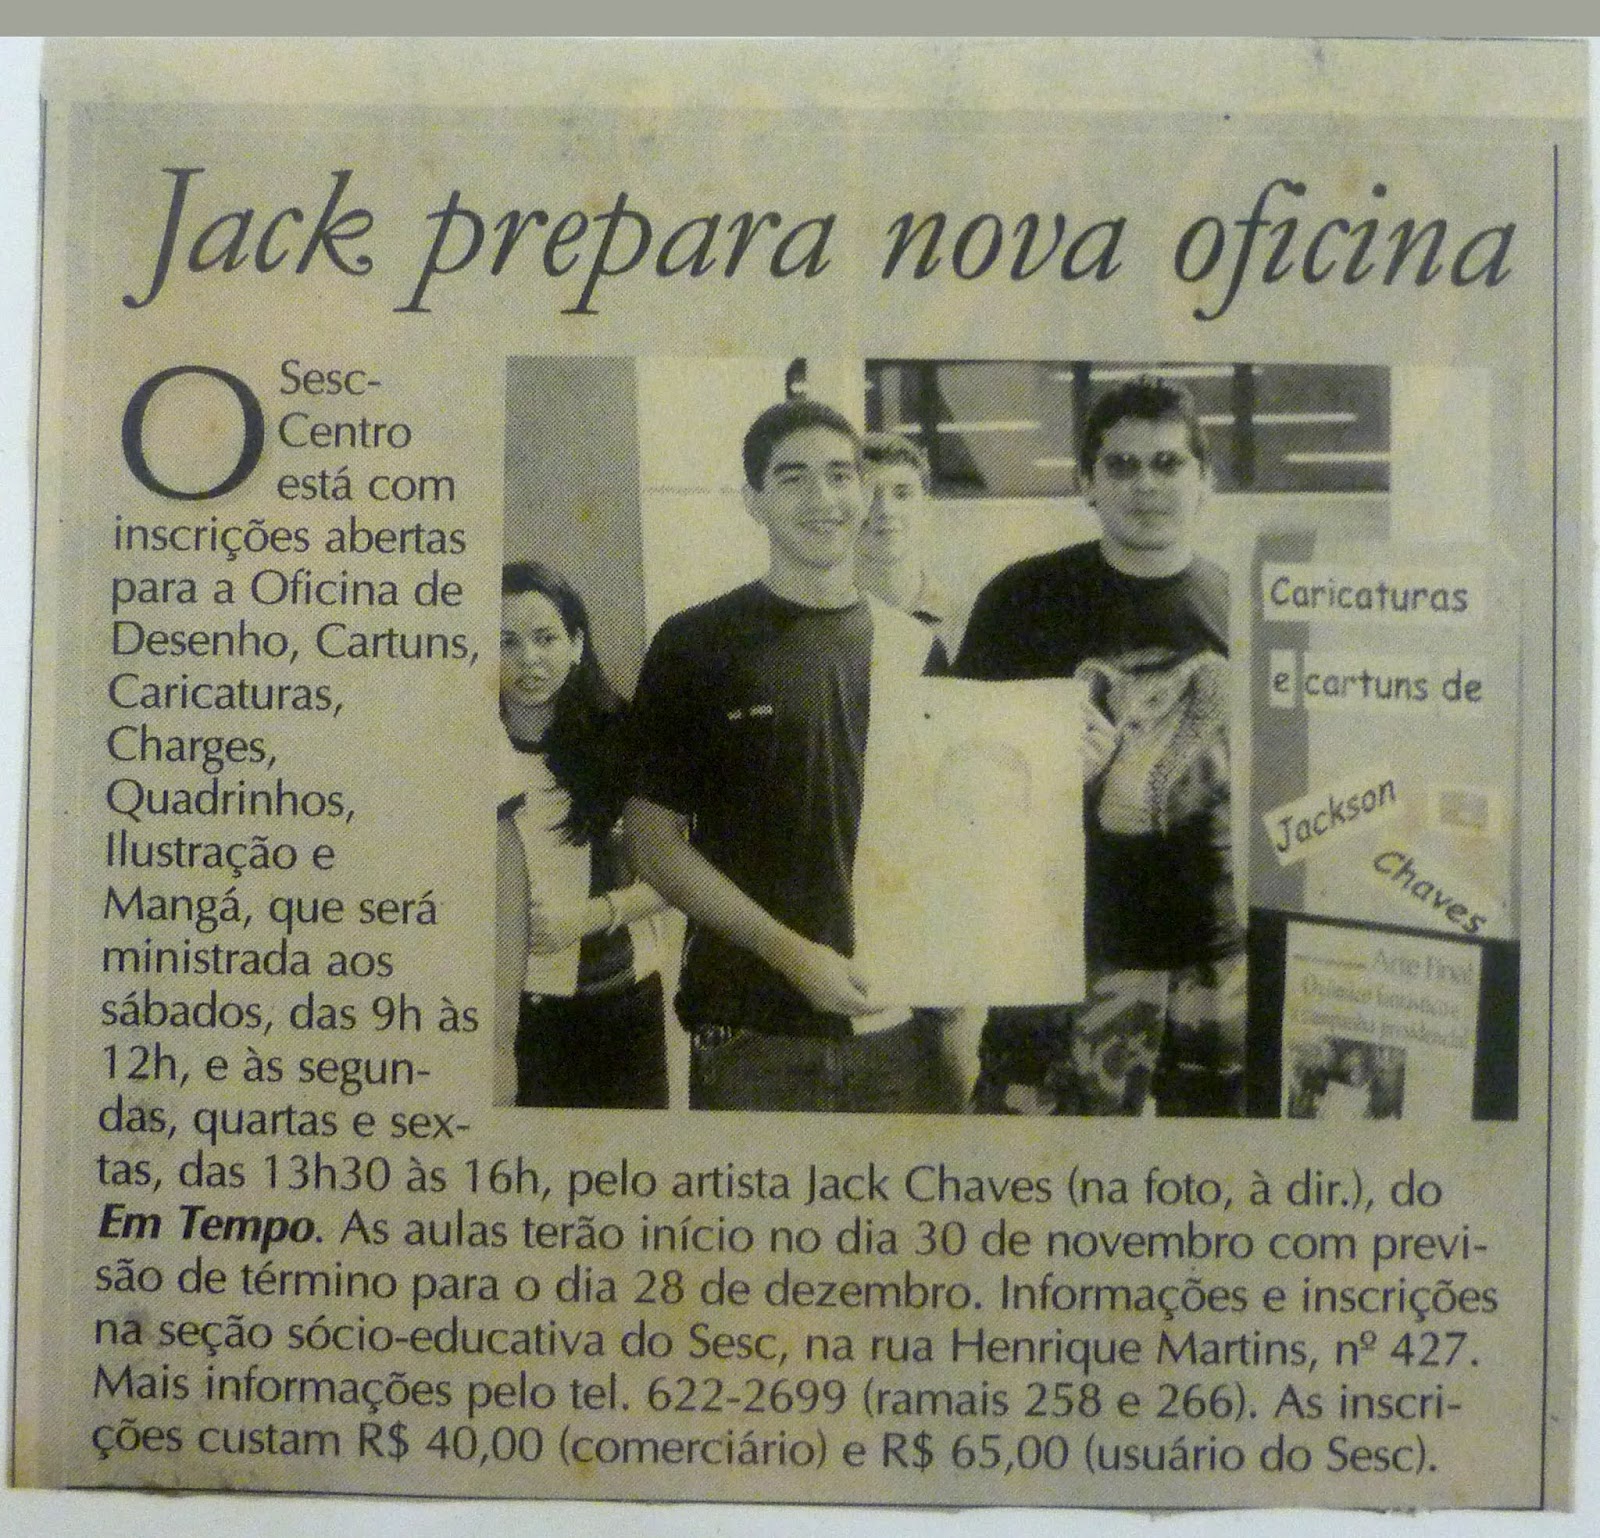 Jack prepara nova oficina
O Sesc-
Centro
está com
inscrições abertas
para a Oficina de
Desenho, Cartuns,
Caricaturas,
Charges,
Quadrinhos,
Ilustração e
Mangá, que será
ministrada aos
sábados, das 9h às
12h, e às segun-
das, quartas e sex-
tas, das 13h30 às 16h, pelo artista Jack Chaves (na foto, à dir.), do
Em Tempo. As aulas terão início no dia 30 de novembro com previ-
são de término para o dia 28 de dezembro. Informações e inscrições
na seção sócio-educativa do Sesc, na rua Henrique Martins, nº 427.
Mais informações pelo tel. 622-2699 (ramais 258 e 266). As inscri-
ções custam R$ 40,00 (comerciário) e R$ 65,00 (usuário do Sesc).
Caricaturas
e cartuns de
Jackson
Chaves
Arte Final